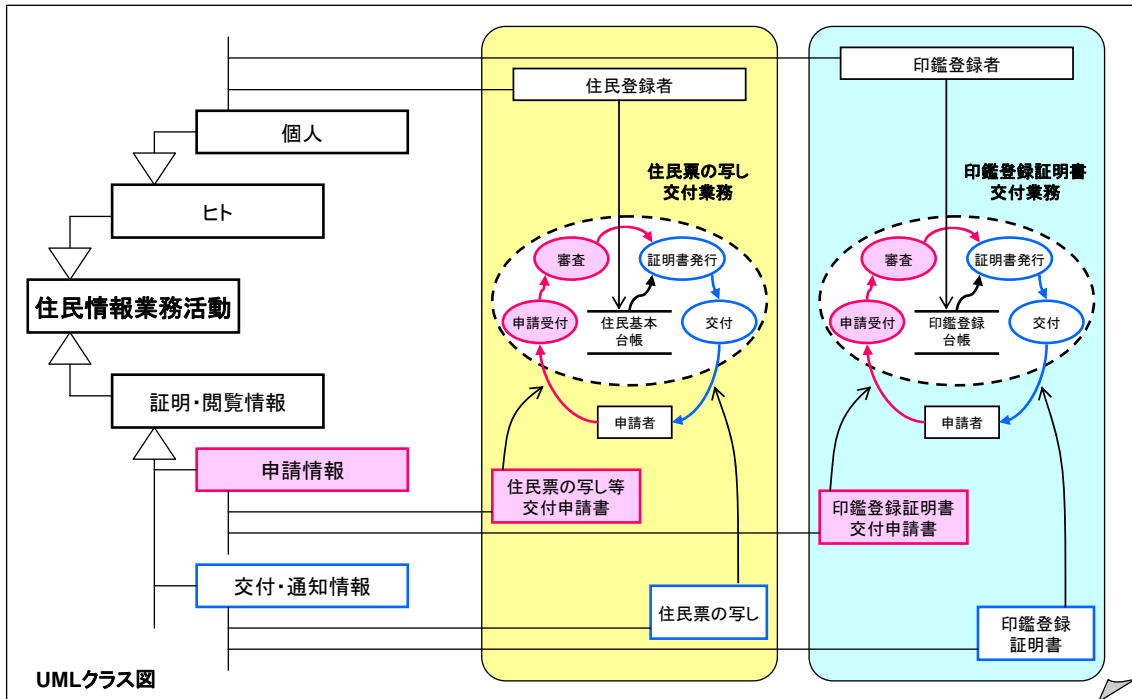 印鑑登録者
住民登録者
個人
住民票の写し
交付業務
印鑑登録証明書
交付業務
ヒト
審査
証明書発行
審査
証明書発行
住民情報業務活動
申請受付
住民基本
台帳
交付
申請受付
印鑑登録
台帳
交付
証明・閲覧情報
申請者
申請者
申請情報
住民票の写し等
交付申請書
印鑑登録証明書
交付申請書
交付・通知情報
住民票の写し
印鑑登録
証明書
UMLクラス図